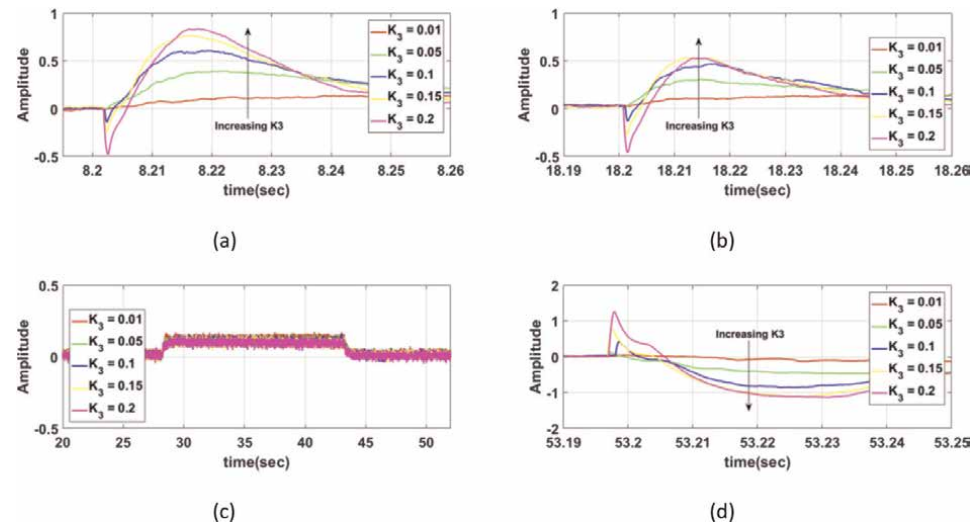 (a)
Amplitude
1
0.5
0
-0.5
8.2 8.21 8.22 8.23 8.24 8.25 8.26
time(sec)
Increasing K3
K3 = 0.01
K3 = 0.05
K3 = 0.1
K3 = 0.15
K3 = 0.2
(b)
Amplitude
1
0.5
0
-0.5
18.19 18.2 18.21 18.22 18.23 18.24 18.25 18.26
time(sec)
Increasing K3
K3 = 0.01
K3 = 0.05
K3 = 0.1
K3 = 0.15
K3 = 0.2
(c)
Amplitude
0.5
0
-0.5
20 25 30 35 40 45 50
time(sec)
K3 = 0.01
K3 = 0.05
K3 = 0.1
K3 = 0.15
K3 = 0.2
(d)
Amplitude
2
1
0
-1
-2
53.19 53.2 53.21 53.22 53.23 53.24 53.25
time(sec)
Increasing K3
K3 = 0.01
K3 = 0.05
K3 = 0.1
K3 = 0.15
K3 = 0.2